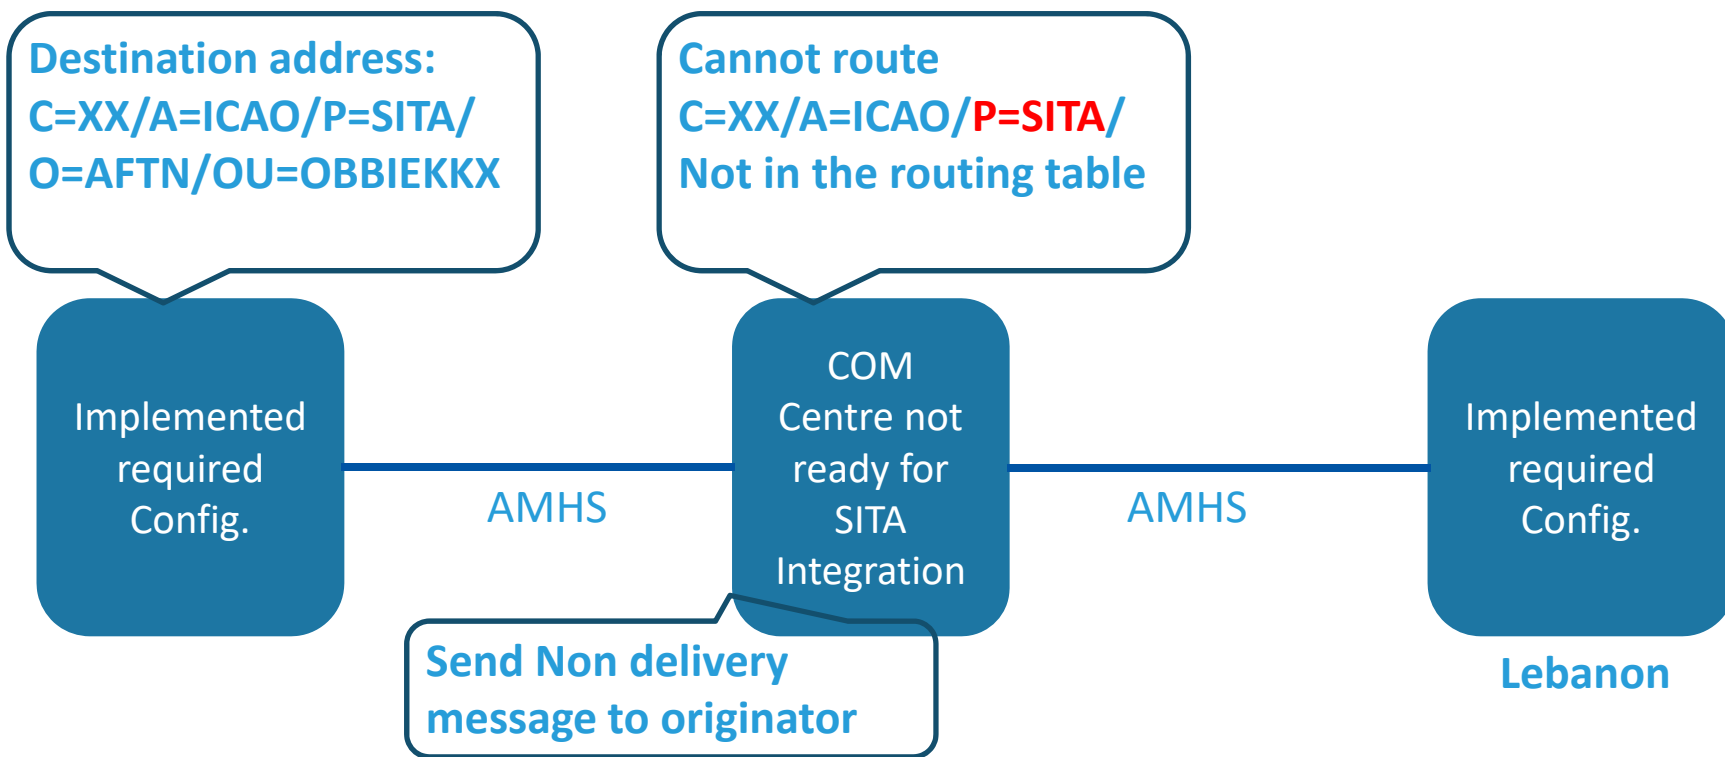 Destination address:
C=XX/A=ICAO/P=SITA/
O=AFTN/OU=OBBIEKKX
Cannot route
C=XX/A=ICAO/P=SITA/
Not in the routing table
Implemented
required
Config.
AMHS
COM
Centre not
ready for
SITA
Integration
AMHS
Implemented
required
Config.
Send Non delivery
message to originator
Lebanon